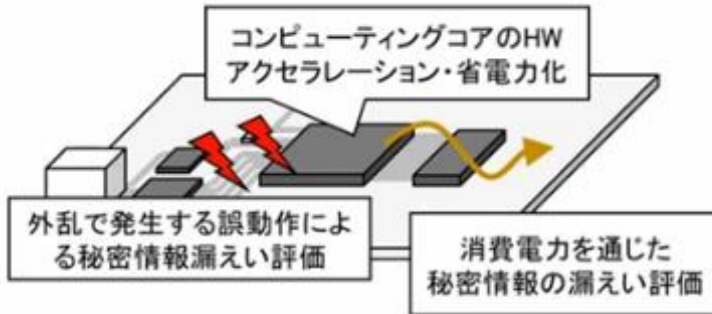 コンピューティングコアのHW
アクセラレーション・省電力化
外乱で発生する誤動作によ
る秘密情報漏えい評価
消費電力を通じた
秘密情報の漏えい評価